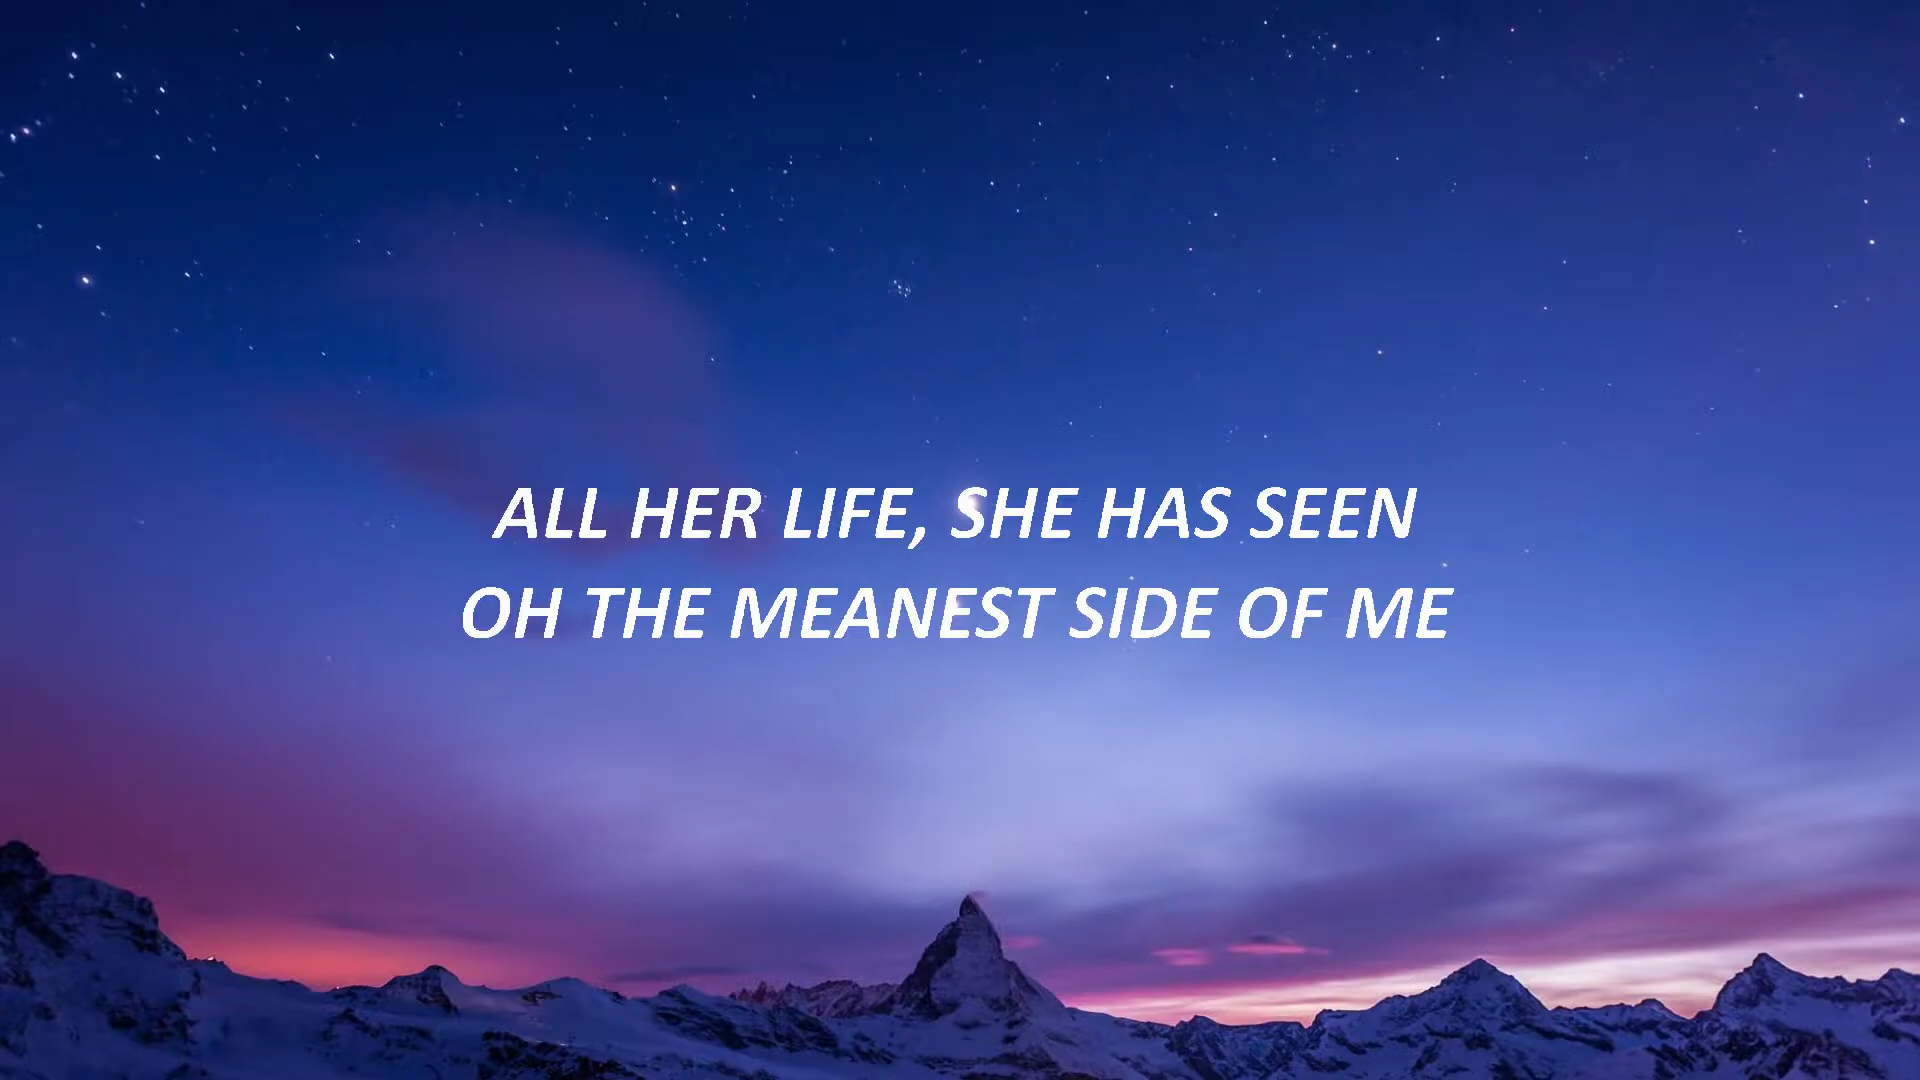 ALL HER LIFE, SHE HAS SEEN
OH THE MEANEST SIDE OF ME